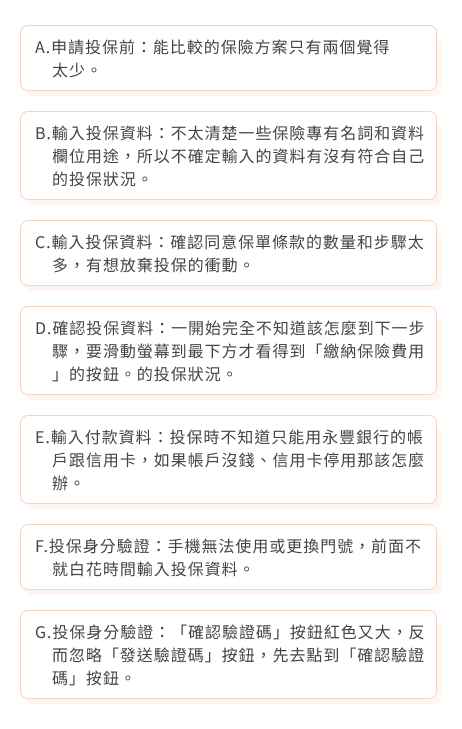 A.申請投保前：能比較的保險方案只有兩個覺得
太少。
B.輸入投保資料：不太清楚一些保險專有名詞和資料
欄位用途，所以不確定輸入的資料有沒有符合自己
的投保狀況。
C.輸入投保資料：確認同意保單條款的數量和步驟太
多，有想放棄投保的衝動。
D.確認投保資料：一開始完全不知道該怎麼到下一步
驟，要滑動螢幕到最下方才看得到「繳納保險費用
」的按鈕。的投保狀況。
E.輸入付款資料：投保時不知道只能用永豐銀行的帳
戶跟信用卡，如果帳戶沒錢、信用卡停用那該怎麼
辦。
F.投保身分驗證：手機無法使用或更換門號，前面不
就白花時間輸入投保資料。
G.投保身分驗證：「確認驗證碼」按鈕紅色又大，反
而忽略「發送驗證碼」按鈕，先去點到「確認驗證
碼」按鈕。